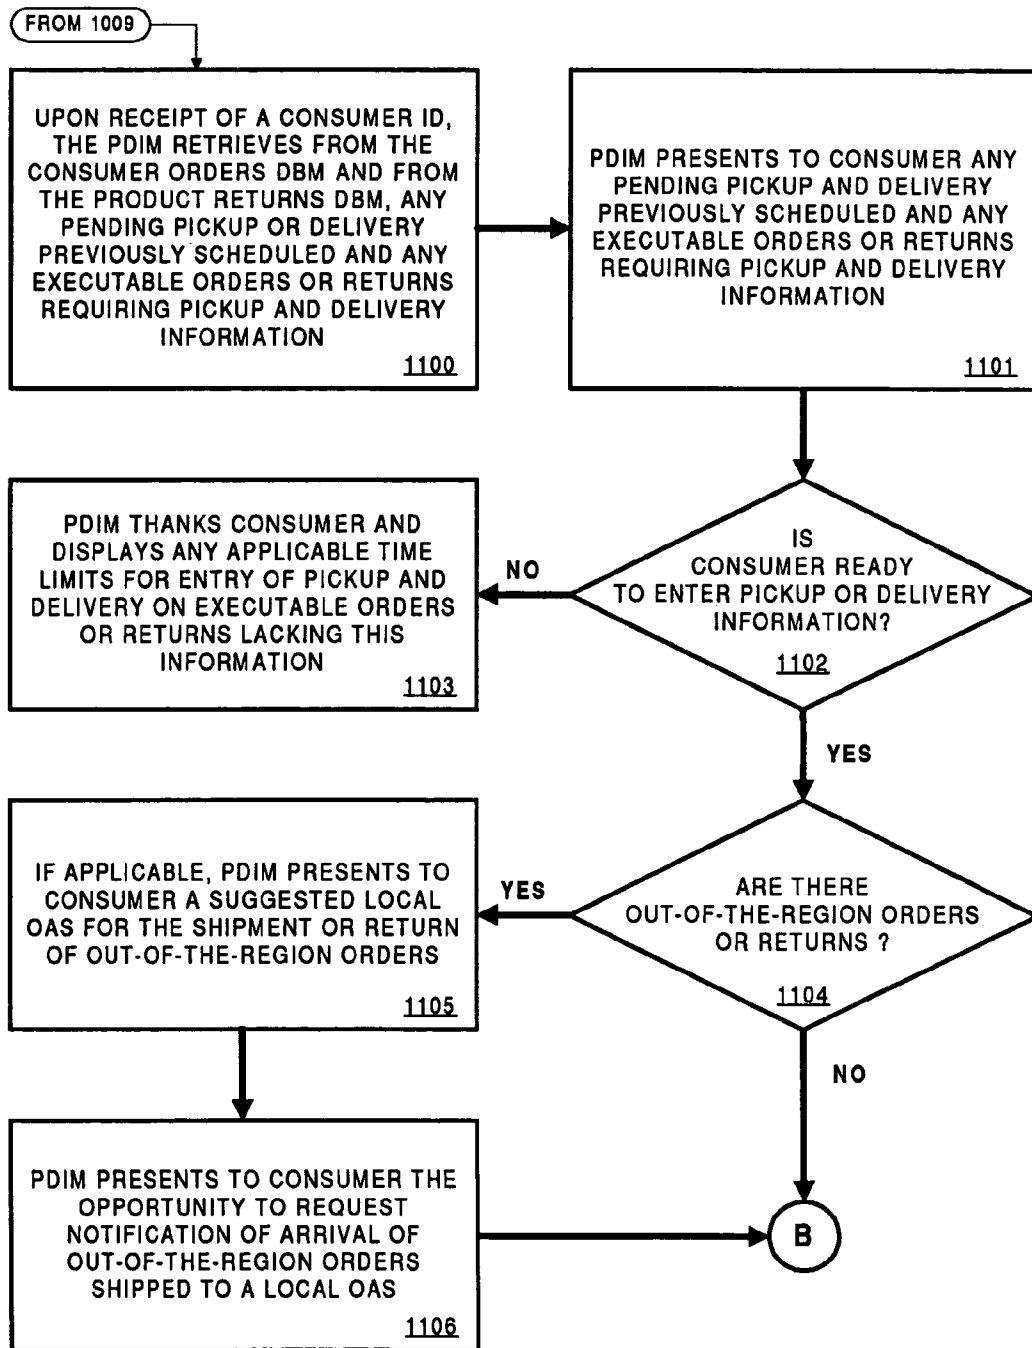 FROM 1009
UPON RECEIPT OF A CONSUMER ID,
THE PDIM RETRIEVES FROM THE
CONSUMER ORDERS DBM AND FROM
THE PRODUCT RETURNS DBM, ANY
PENDING PICKUP OR DELIVERY
PREVIOUSLY SCHEDULED AND ANY
EXECUTABLE ORDERS OR RETURNS
REQUIRING PICKUP AND DELIVERY
INFORMATION
1100
PDIM PRESENTS TO CONSUMER ANY
PENDING PICKUP AND DELIVERY
PREVIOUSLY SCHEDULED AND ANY
EXECUTABLE ORDERS OR RETURNS
REQUIRING PICKUP AND DELIVERY
INFORMATION
1101
IS
CONSUMER READY
TO ENTER PICKUP OR DELIVERY
INFORMATION?
1102
NO
PDIM THANKS CONSUMER AND
DISPLAYS ANY APPLICABLE TIME
LIMITS FOR ENTRY OF PICKUP AND
DELIVERY ON EXECUTABLE ORDERS
OR RETURNS LACKING THIS
INFORMATION
1103
YES
ARE THERE
OUT-OF-THE-REGION ORDERS
OR RETURNS ?
1104
YES
IF APPLICABLE, PDIM PRESENTS TO
CONSUMER A SUGGESTED LOCAL
OAS FOR THE SHIPMENT OR RETURN
OF OUT-OF-THE-REGION ORDERS
1105
NO
PDIM PRESENTS TO CONSUMER THE
OPPORTUNITY TO REQUEST
NOTIFICATION OF ARRIVAL OF
OUT-OF-THE-REGION ORDERS
SHIPPED TO A LOCAL OAS
1106
B